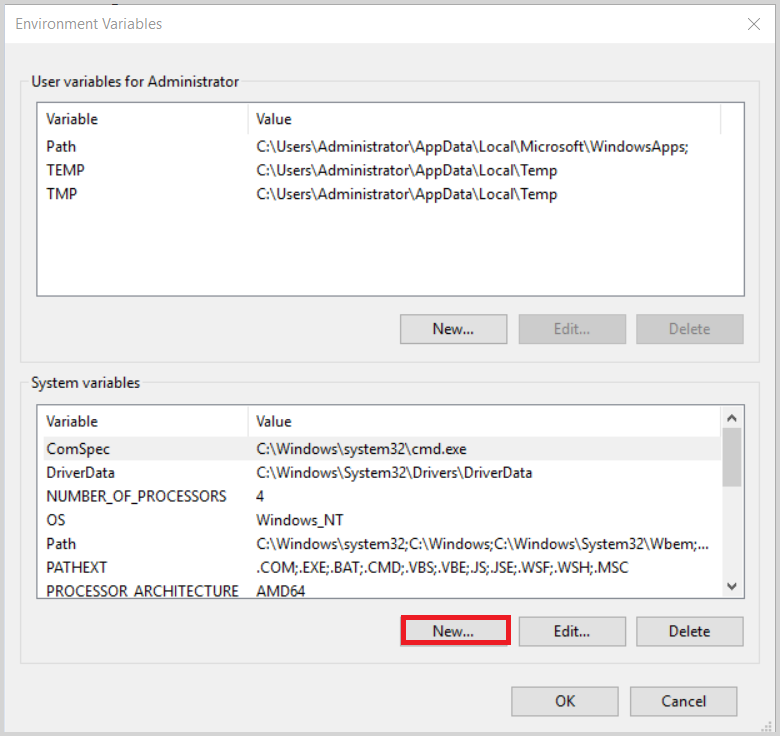 Environment Variables
User variables for Administrator
Variable Value
Path C:\Users\Administrator\AppData\Local\Microsoft\WindowsApps;
TEMP C:\Users\Administrator\AppData\Local\Temp
TMP C:\Users\Administrator\AppData\Local\Temp
New... Edit... Delete
System variables
Variable Value
ComSpec C:\Windows\system32\cmd.exe
DriverData C:\Windows\System32\Drivers\DriverData
NUMBER_OF_PROCESSORS 4
OS Windows_NT
Path C:\Windows\system32;C:\Windows;C:\Windows\System32\Wbem;...
PATHEXT .COM;.EXE;.BAT;.CMD;.VBS;.VBE;.JS;.JSE;.WSF;.WSH;.MSC
PROCESSOR_ARCHITECTURE AMD64
New... Edit... Delete
OK Cancel